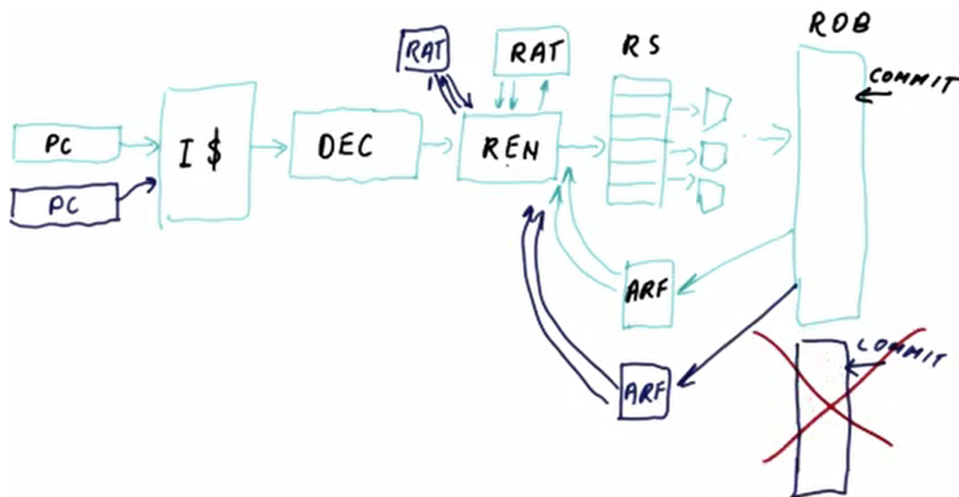 ROB
RAT
RAT
RS
COMMIT
PC
I $
DEC
REN
PC
ARF
COMMIT
ARF